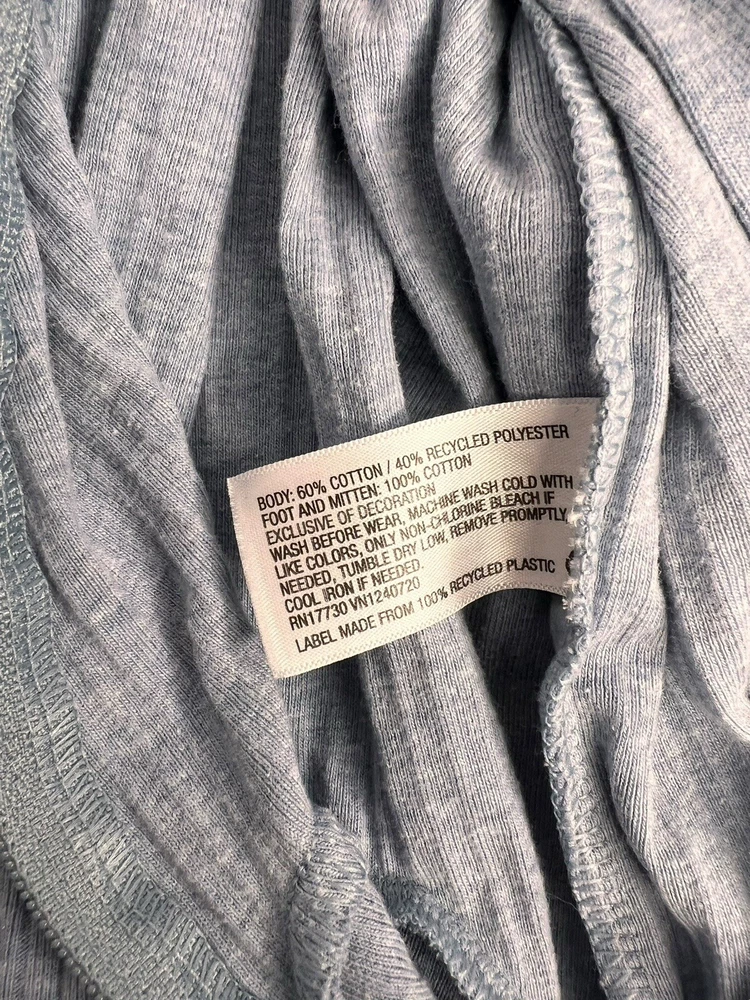 BODY: 60% COTTON / 40% RECYCLED POLYESTER
FOOT AND MITTEN: 100% COTTON
EXCLUSIVE OF DECORATION
WASH BEFORE WEAR, MACHINE WASH COLD WITH
LIKE COLORS, ONLY NON-CHLORINE BLEACH IF
NEEDED, TUMBLE DRY LOW, REMOVE PROMPTLY,
COOL IRON IF NEEDED.
RN17730 VN1240720
LABEL MADE FROM 100% RECYCLED PLASTIC